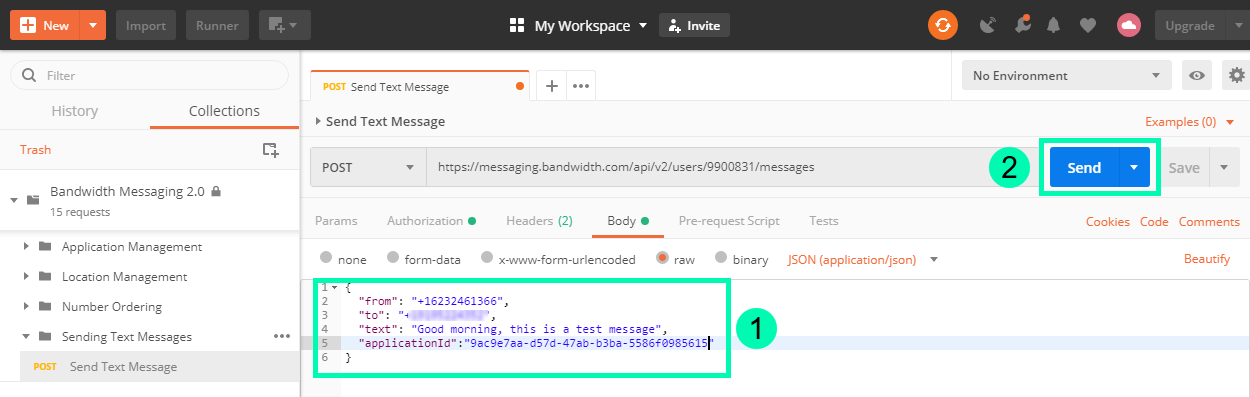 New Import Runner My Workspace Invite Upgrade
Filter
History Collections
Trash
Bandwidth Messaging 2.0
15 requests
Application Management
Location Management
Number Ordering
Sending Text Messages
POST Send Text Message
POST Send Text Message
No Environment
Send Text Message
Examples (0)
POST https://messaging.bandwidth.com/api/v2/users/9900831/messages 2 Send Save
Params Authorization Headers (2) Body Pre-request Script Tests Cookies Code Comments
none form-data x-www-form-urlencoded raw binary JSON (application/json) Beautify
1 {
2 "from": "+16232461366",
3 "to": "+
4 "text": "Good morning, this is a test message",
5 "applicationId":"9ac9e7aa-d57d-47ab-b3ba-5586f0985615"
6 }
1